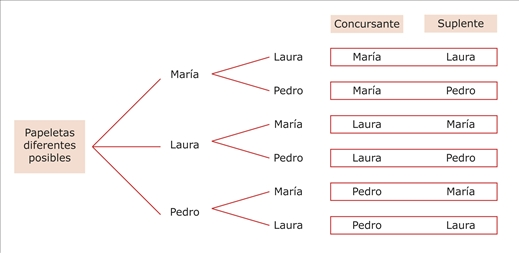 Concursante Suplente
Papeletas
diferentes
posibles
María
Laura
Pedro
Laura
Pedro
María
Pedro
María
Laura
María Laura
María Pedro
Laura María
Laura Pedro
Pedro María
Pedro Laura